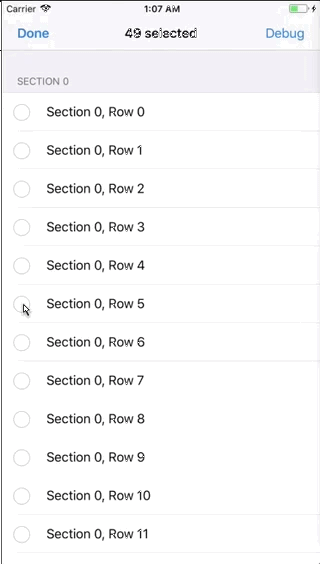 Carrier 1:07 AM
Done 49 selected Debug
SECTION 0
Section 0, Row 0
Section 0, Row 1
Section 0, Row 2
Section 0, Row 3
Section 0, Row 4
Section 0, Row 5
Section 0, Row 6
Section 0, Row 7
Section 0, Row 8
Section 0, Row 9
Section 0, Row 10
Section 0, Row 11